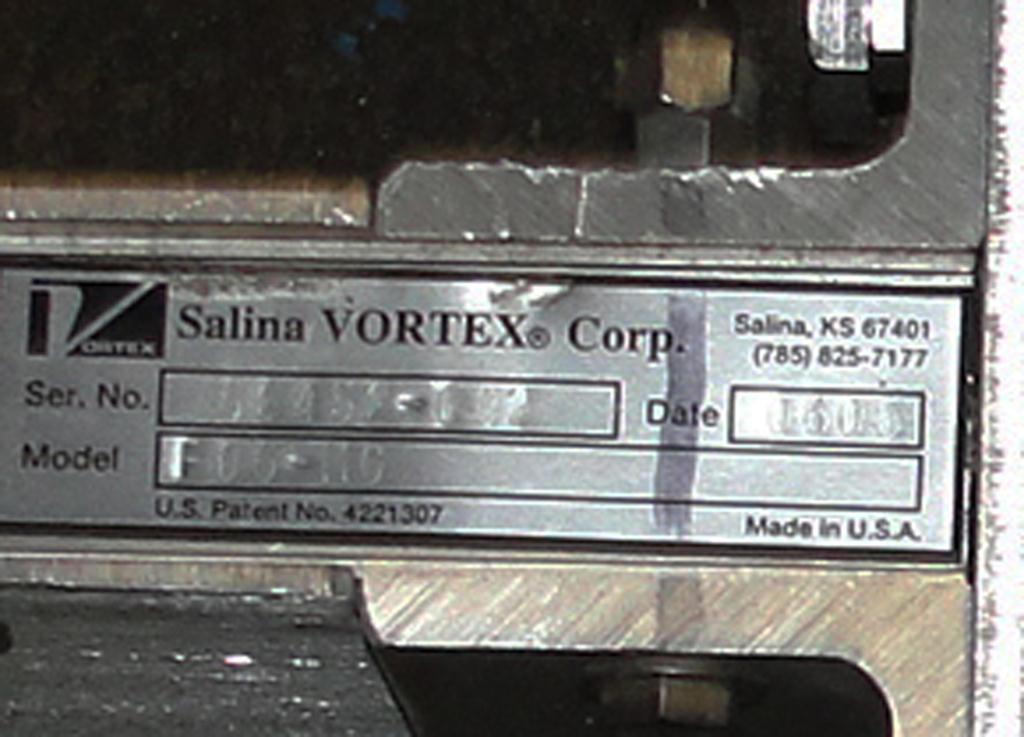 VORTEX
Salina VORTEX® Corp.
Salina, KS 67401
(785) 825-7177
Ser. No.
Date
Model
U.S. Patent No. 4221307
Made in U.S.A.